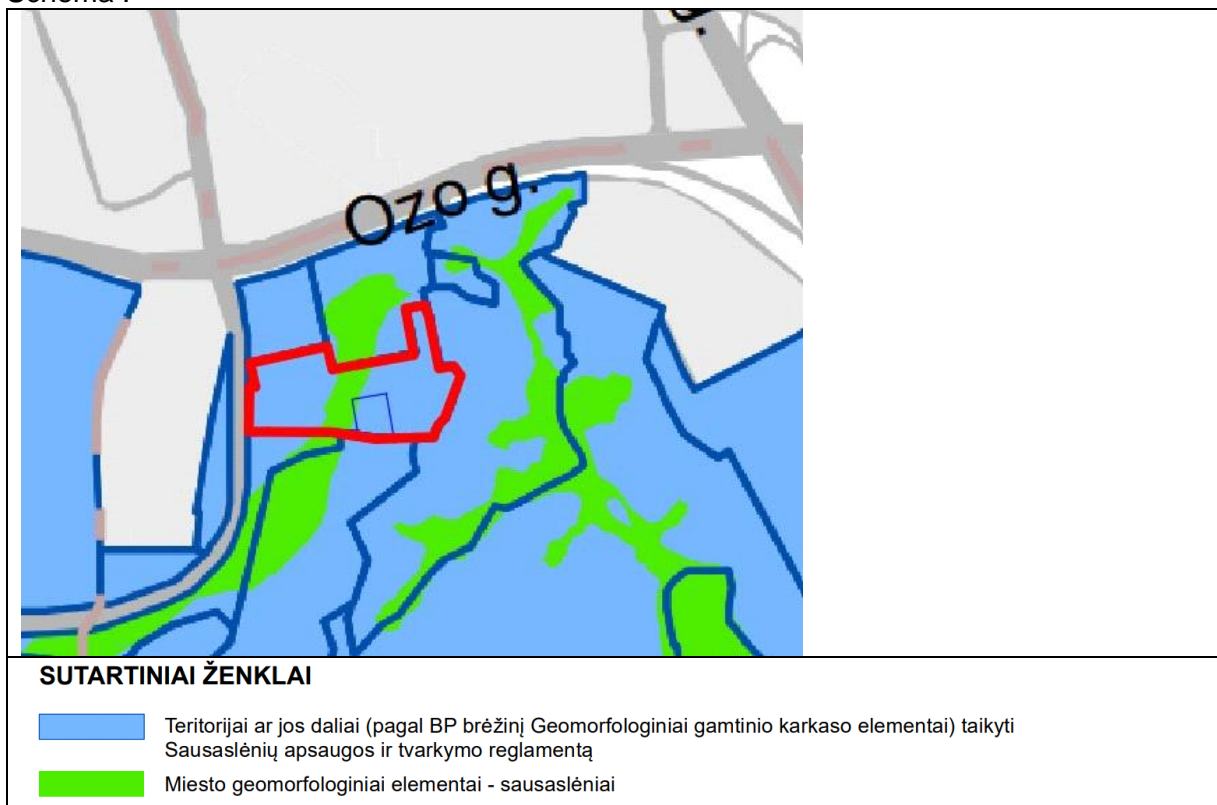 Ozo g.
SUTARTINIAI ŽENKLAI
Teritorijai ar jos daliai (pagal BP brėžinį Geomorfologiniai gamtinio karkaso elementai) taikyti
Sausaslėnių apsaugos ir tvarkymo reglamentą
Miesto geomorfologiniai elementai - sausaslėniai